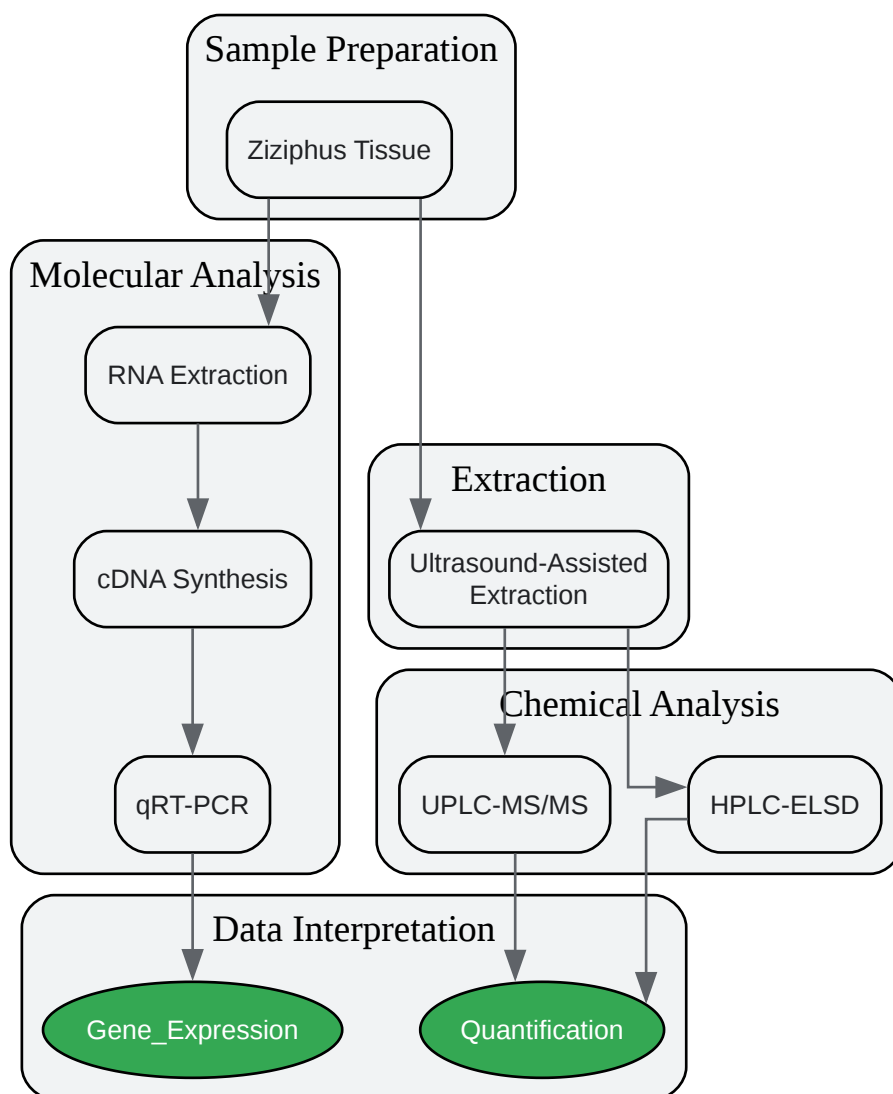 Sample Preparation
Ziziphus Tissue
Molecular Analysis
RNA Extraction
Extraction
cDNA Synthesis
Ultrasound-Assisted
Extraction
Chemical Analysis
qRT-PCR
UPLC-MS/MS
HPLC-ELSD
Data Interpretation
Gene_Expression
Quantification